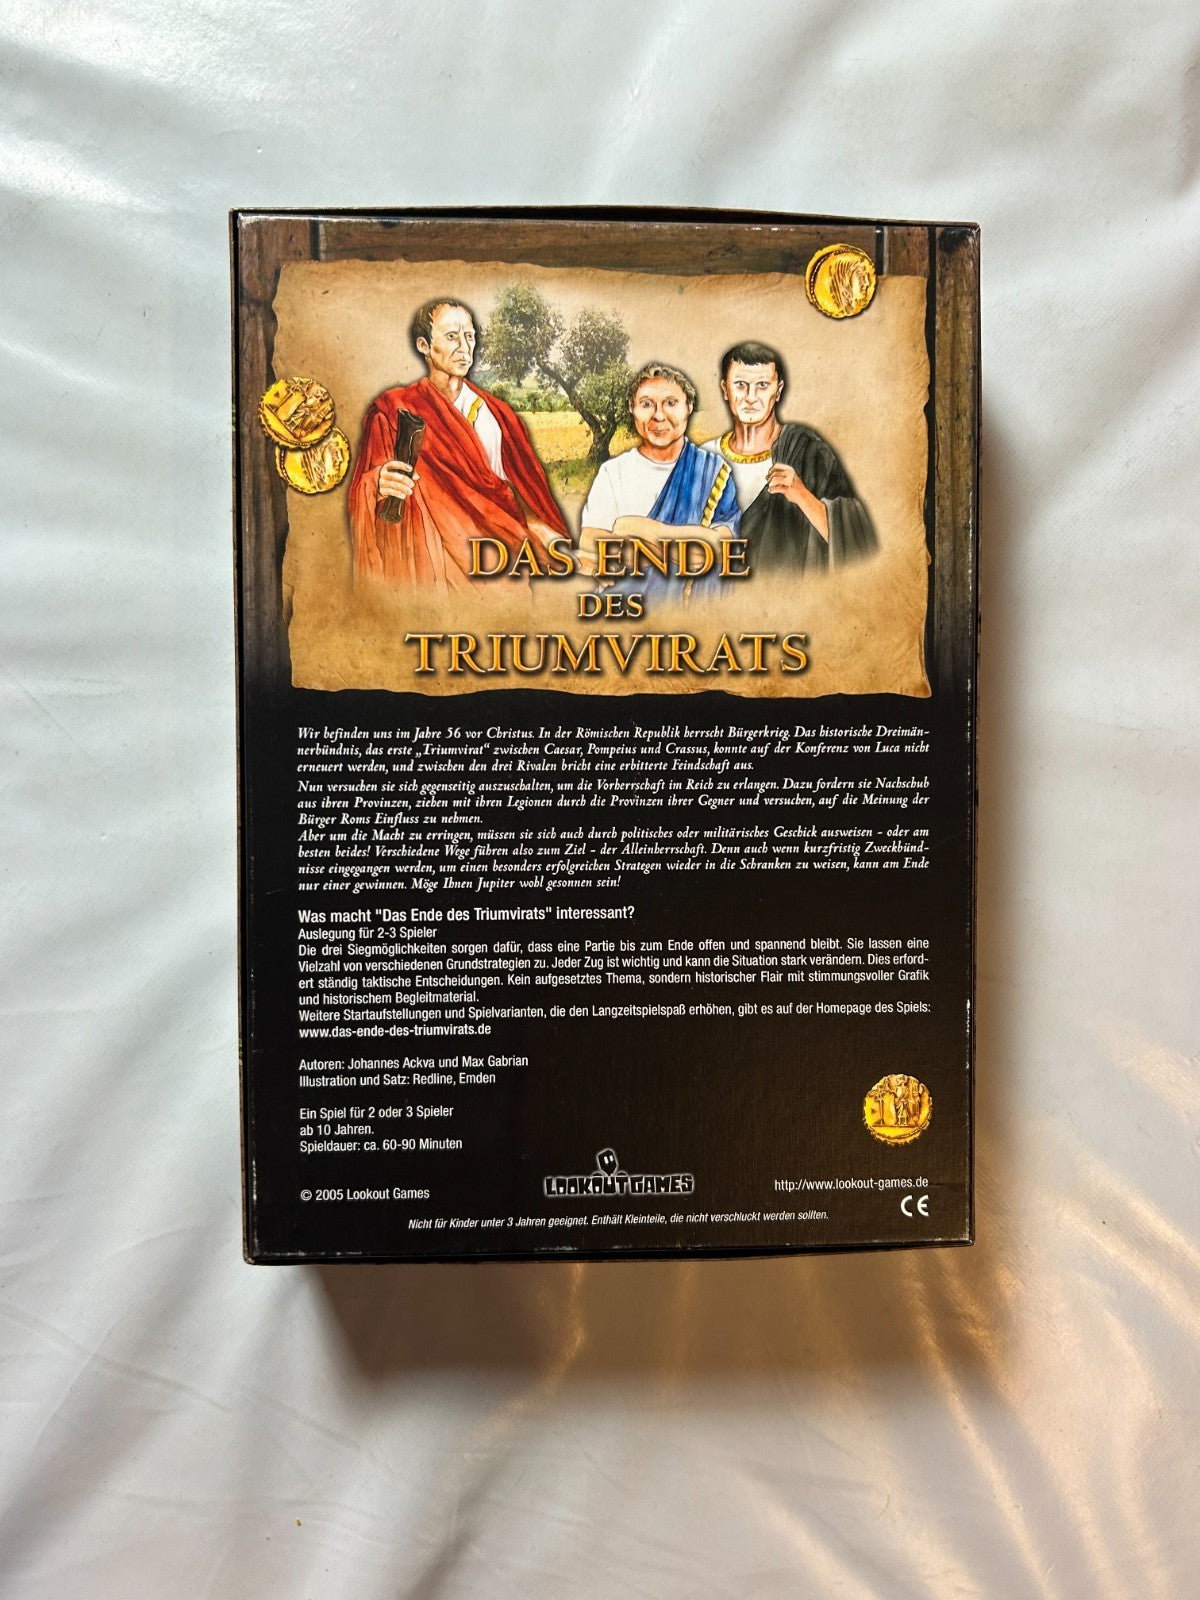 DAS ENDE
DES
TRIUMVIRATS
Wir befinden uns im Jahre 56 vor Christus. In der Römischen Republik herrscht Bürgerkrieg. Das historische Dreimän-
nerbündnis, das erste „Triumvirat“ zwischen Caesar, Pompeius und Crassus, konnte auf der Konferenz von Luca nicht
erneuert werden, und zwischen den drei Rivalen bricht eine erbitterte Feindschaft aus.
Nun versuchen sie sich gegenseitig auszuschalten, um die Vorherrschaft im Reich zu erlangen. Dazu fordern sie Nachschub
aus ihren Provinzen, ziehen mit ihren Legionen durch die Provinzen ihrer Gegner und versuchen, auf die Meinung der
Bürger Roms Einfluss zu nehmen.
Aber um die Macht zu erringen, müssen sie sich auch durch politisches oder militärisches Geschick ausweisen - oder am
besten beides! Verschiedene Wege führen also zum Ziel - der Alleinherrschaft. Denn auch wenn kurzfristig Zweckbünd-
nisse eingegangen werden, um einen besonders erfolgreichen Strategen wieder in die Schranken zu weisen, kann am Ende
nur einer gewinnen. Möge Ihnen Jupiter wohl gesonnen sein!
Was macht "Das Ende des Triumvirats" interessant?
Auslegung für 2-3 Spieler
Die drei Siegmöglichkeiten sorgen dafür, dass eine Partie bis zum Ende offen und spannend bleibt. Sie lassen eine
Vielzahl von verschiedenen Grundstrategien zu. Jeder Zug ist wichtig und kann die Situation stark verändern. Dies erford-
ert ständig taktische Entscheidungen. Kein aufgesetztes Thema, sondern historischer Flair mit stimmungsvoller Grafik
und historischem Begleitmaterial.
Weitere Startaufstellungen und Spielvarianten, die den Langzeitspielspaß erhöhen, gibt es auf der Homepage des Spiels:
www.das-ende-des-triumvirats.de
Autoren: Johannes Ackva und Max Gabrian
Illustration und Satz: Redline, Emden
Ein Spiel für 2 oder 3 Spieler
ab 10 Jahren.
Spieldauer: ca. 60-90 Minuten
© 2005 Lookout Games
LOOKOUT GAMES
http://www.lookout-games.de
CE
Nicht für Kinder unter 3 Jahren geeignet. Enthält Kleinteile, die nicht verschluckt werden sollten.